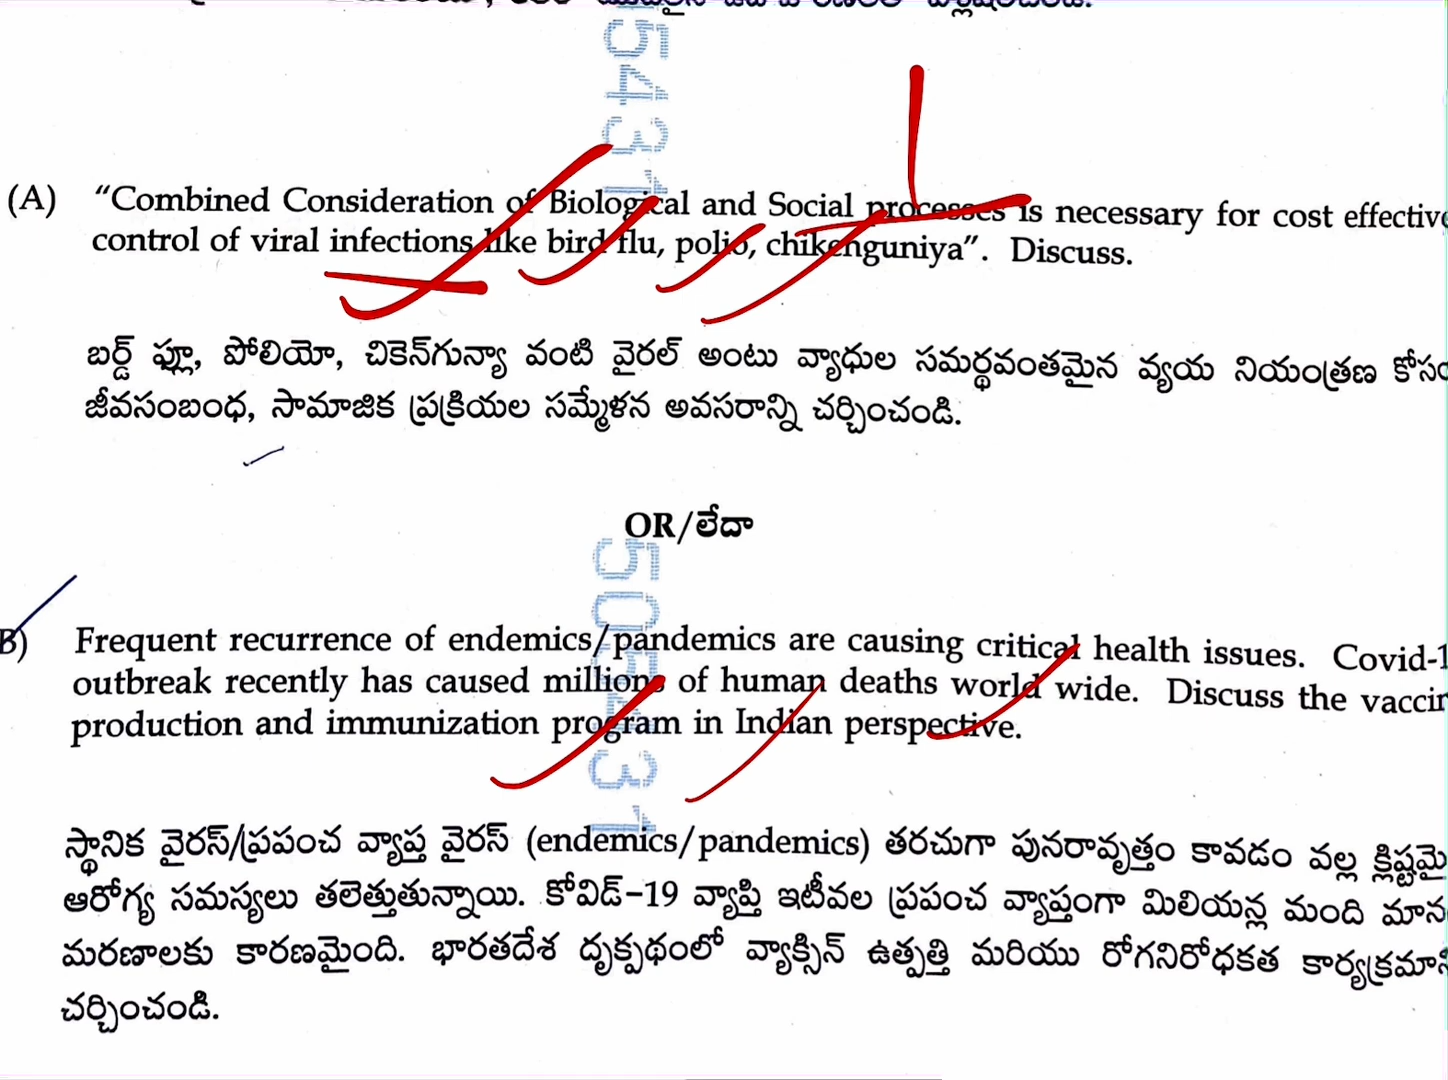 (A) "Combined Consideration of Biological and Social processes is necessary for cost effective
control of viral infections like bird flu, polio, chikenguniya". Discuss.
బర్డ్ ఫ్లూ, పోలియో, చికెన్‌గున్యా వంటి వైరల్ అంటు వ్యాధుల సమర్థవంతమైన వ్యయ నియంత్రణ కోసం
జీవసంబంధ, సామాజిక ప్రక్రియల సమ్మేళన అవసరాన్ని చర్చించండి.
OR/లేదా
B) Frequent recurrence of endemics/pandemics are causing critical health issues. Covid-1
outbreak recently has caused millions of human deaths world wide. Discuss the vaccin
production and immunization program in Indian perspective.
స్థానిక వైరస్/ప్రపంచ వ్యాప్త వైరస్ (endemics/pandemics) తరచుగా పునరావృత్తం కావడం వల్ల క్లిష్టమై
ఆరోగ్య సమస్యలు తలెత్తుతున్నాయి. కోవిడ్-19 వ్యాప్తి ఇటీవల ప్రపంచ వ్యాప్తంగా మిలియన్ల మంది మాన
మరణాలకు కారణమైంది. భారతదేశ దృక్పథంలో వ్యాక్సిన్ ఉత్పత్తి మరియు రోగనిరోధకత కార్యక్రమాన్ని
చర్చించండి.